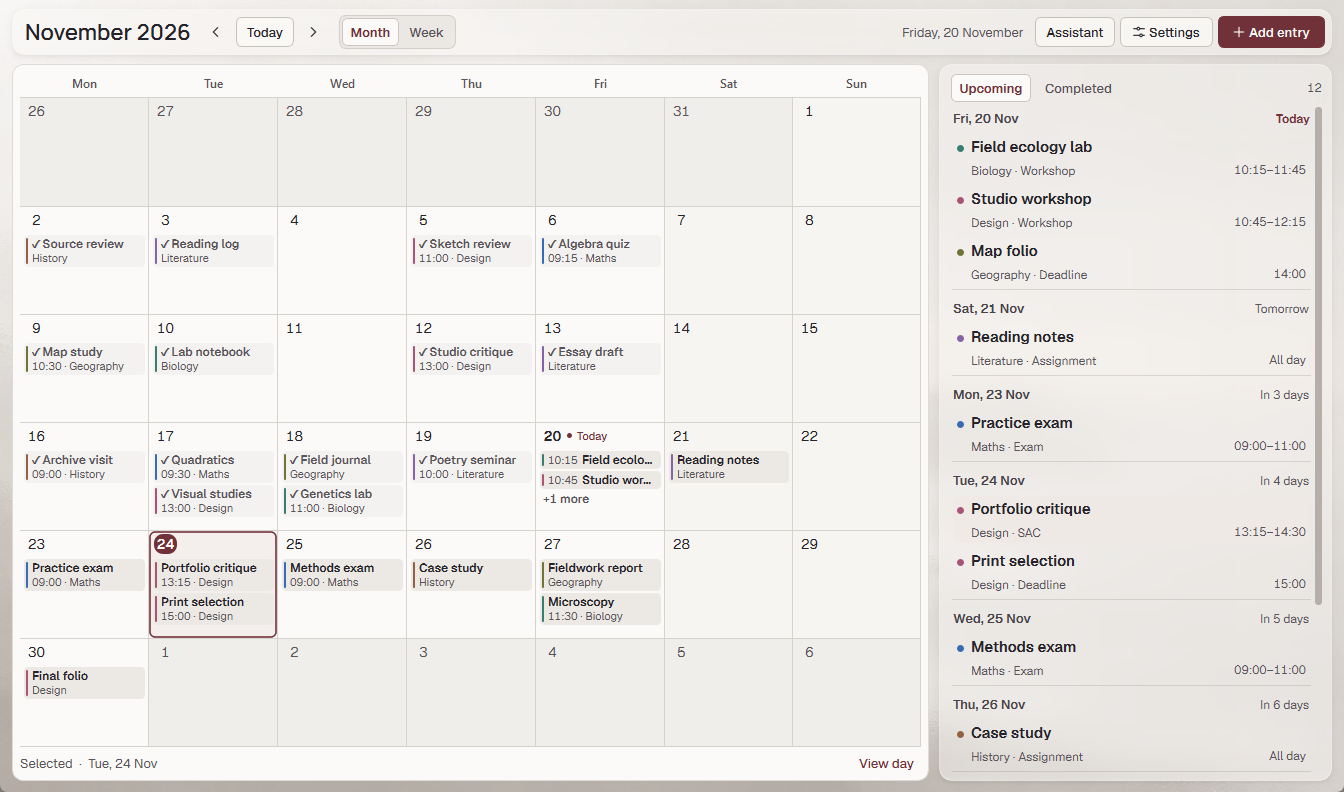 November 2026 Today Month Week Friday, 20 November Assistant Settings + Add entry
Mon Tue Wed Thu Fri Sat Sun
26 27 28 29 30 31 1
2 3 4 5 6 7 8
✓ Source review ✓ Reading log ✓ Sketch review ✓ Algebra quiz
History Literature 11:00 · Design 09:15 · Maths
9 10 11 12 13 14 15
✓ Map study ✓ Lab notebook ✓ Studio critique ✓ Essay draft
10:30 · Geography Biology 13:00 · Design Literature
16 17 18 19 20 • Today 21 22
✓ Archive visit ✓ Quadratics ✓ Field journal ✓ Poetry seminar 10:15 Field ecolo... Reading notes
09:00 · History 09:30 · Maths Geography 10:00 · Literature 10:45 Studio wor... Literature
✓ Visual studies ✓ Genetics lab +1 more
13:00 · Design 11:00 · Biology
23 24 25 26 27 28 29
Practice exam Portfolio critique Methods exam Case study Fieldwork report
09:00 · Maths 13:15 · Design 09:00 · Maths History Geography
Print selection Microscopy
15:00 · Design 11:30 · Biology
30 1 2 3 4 5 6
Final folio
Design
Selected · Tue, 24 Nov View day
Upcoming Completed 12
Fri, 20 Nov Today
Field ecology lab
Biology · Workshop 10:15–11:45
Studio workshop
Design · Workshop 10:45–12:15
Map folio
Geography · Deadline 14:00
Sat, 21 Nov Tomorrow
Reading notes
Literature · Assignment All day
Mon, 23 Nov In 3 days
Practice exam
Maths · Exam 09:00–11:00
Tue, 24 Nov In 4 days
Portfolio critique
Design · SAC 13:15–14:30
Print selection
Design · Deadline 15:00
Wed, 25 Nov In 5 days
Methods exam
Maths · Exam 09:00–11:00
Thu, 26 Nov In 6 days
Case study
History · Assignment All day